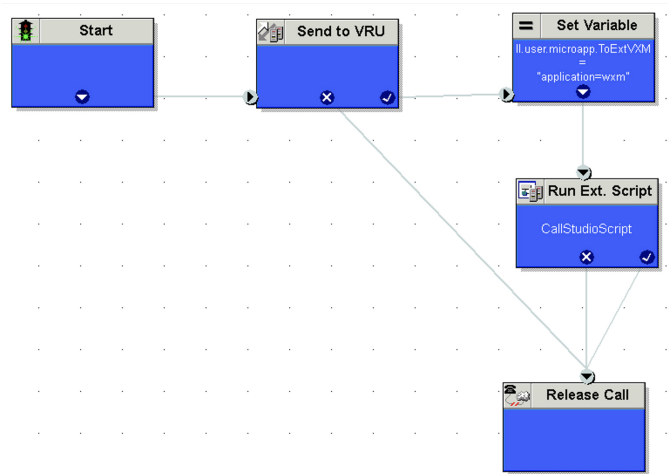 Start
Send to VRU
Set Variable
ll.user.microapp.ToExtVXM
=
"application=wxm"
Run Ext. Script
CallStudioScript
Release Call